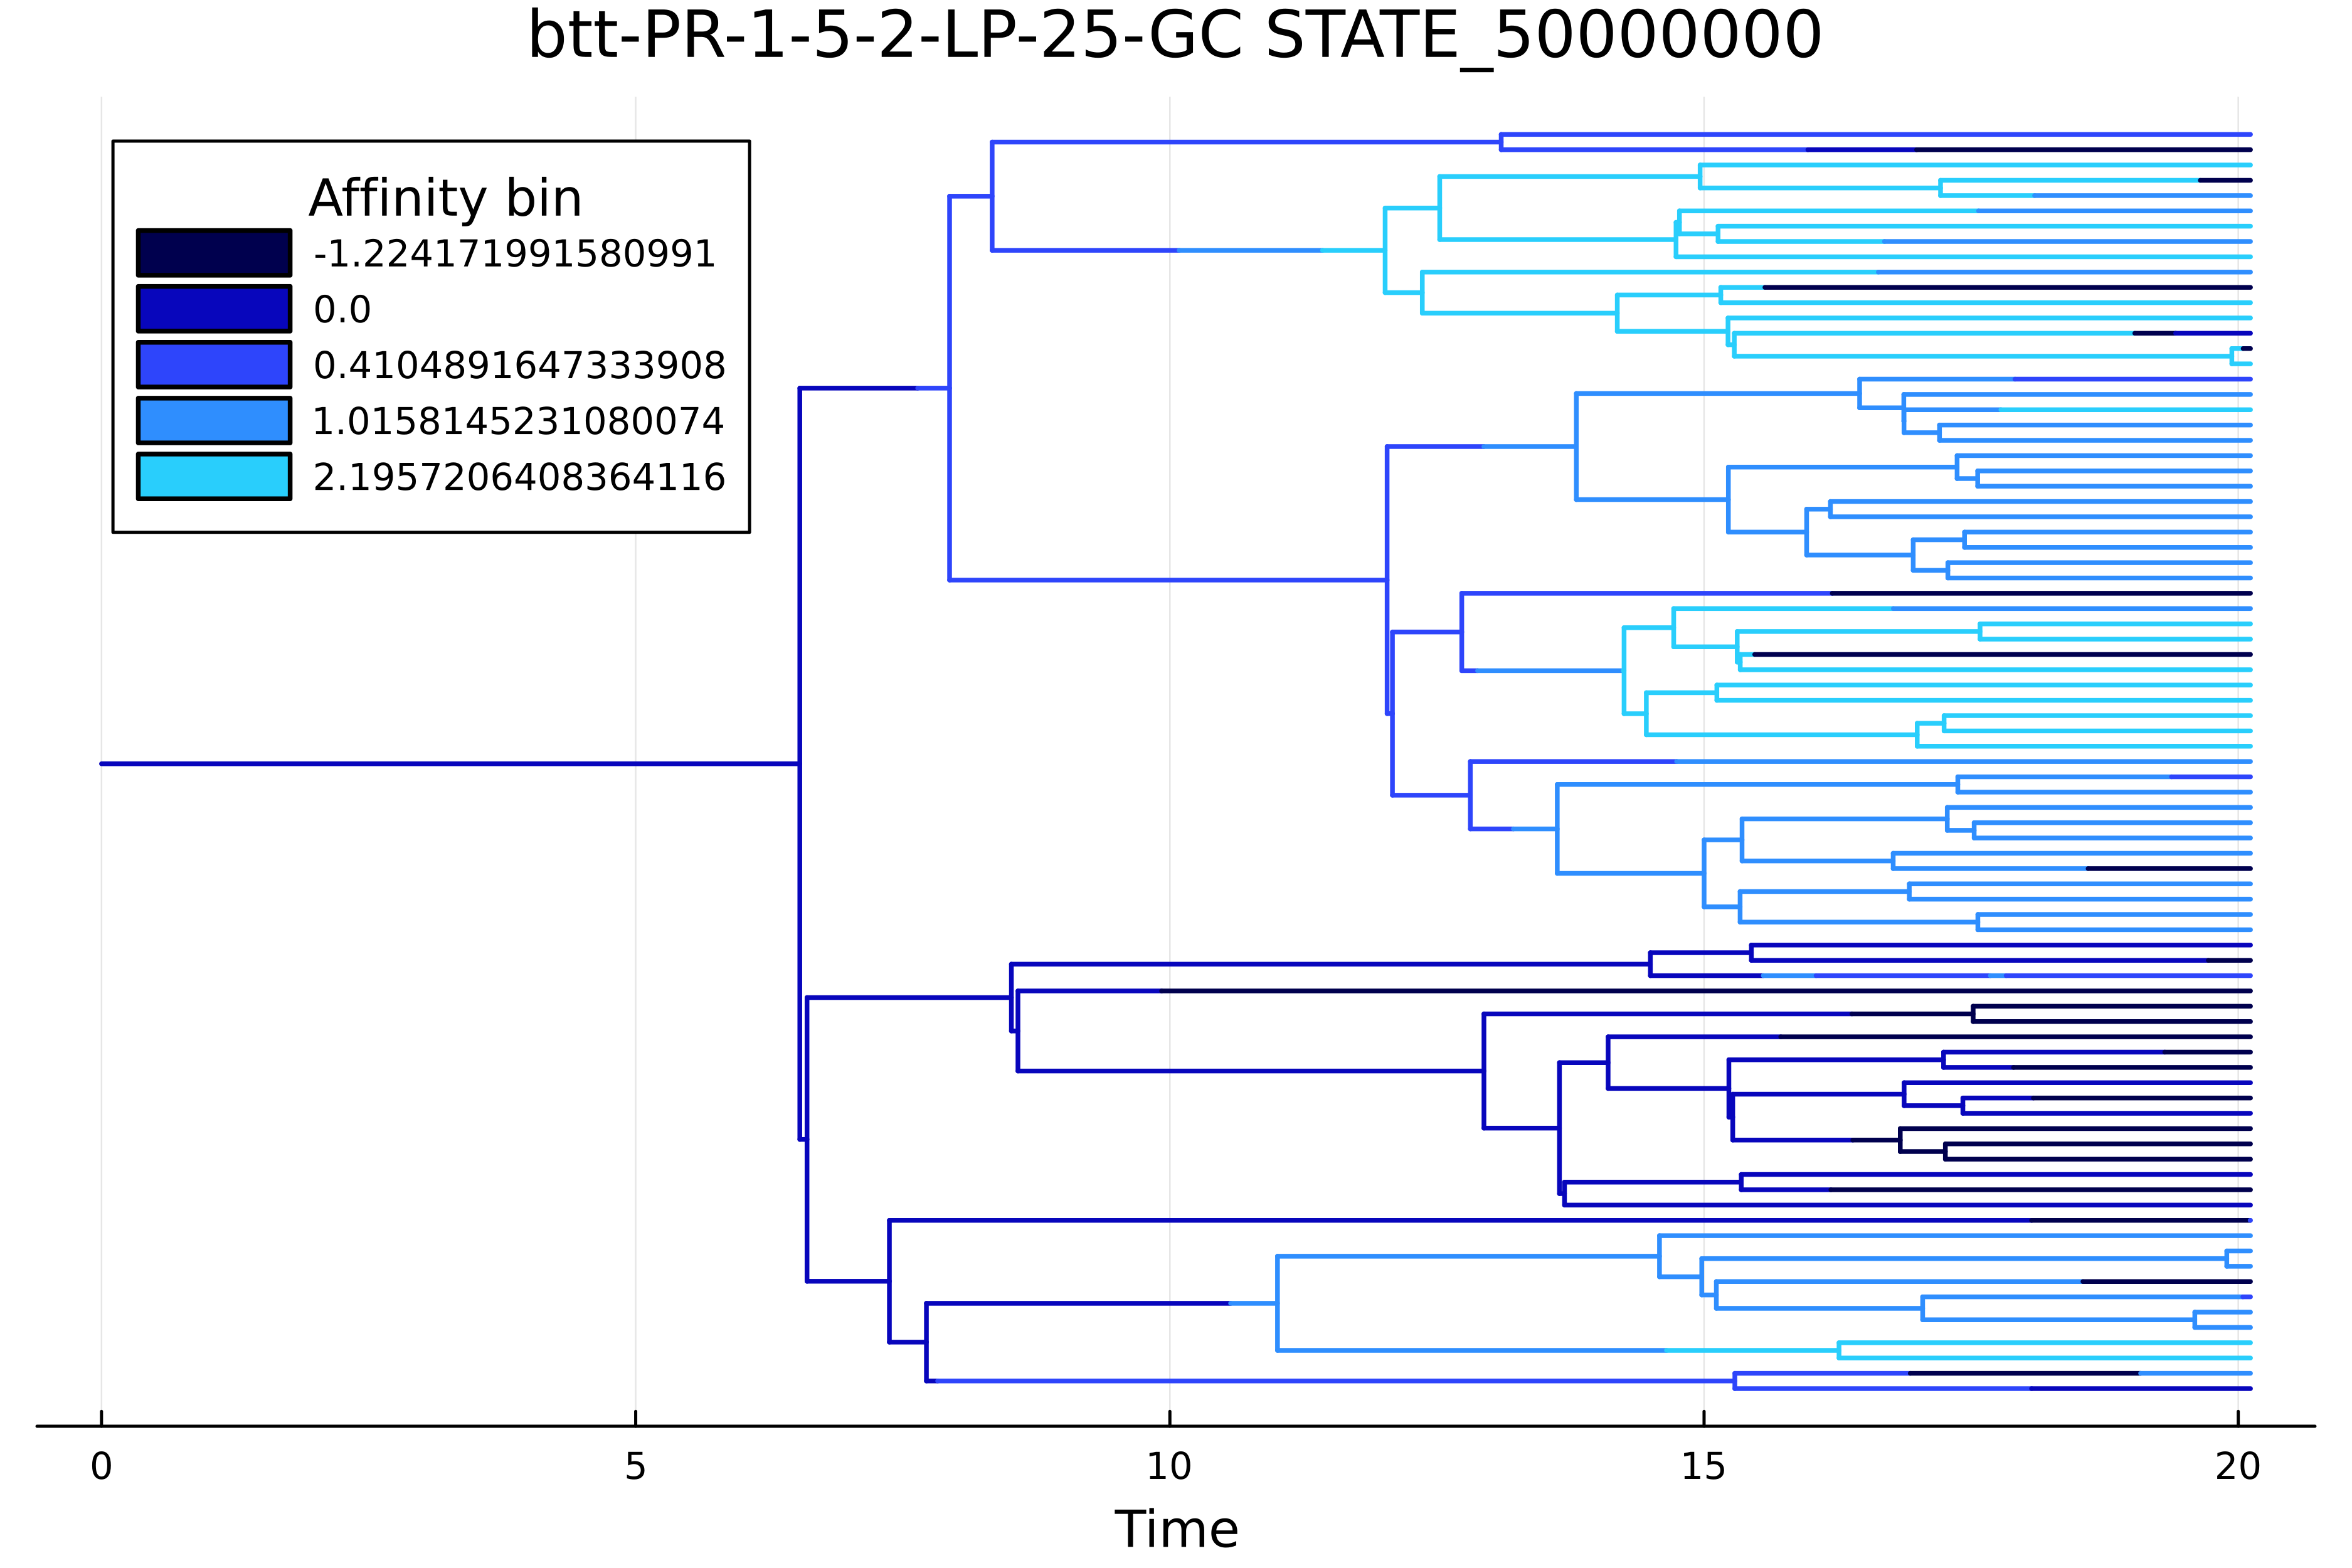 btt-PR-1-5-2-LP-25-GC STATE_50000000
Affinity bin
-1.224171991580991
0.0
0.4104891647333908
1.0158145231080074
2.1957206408364116
0 5 10 15 20
Time